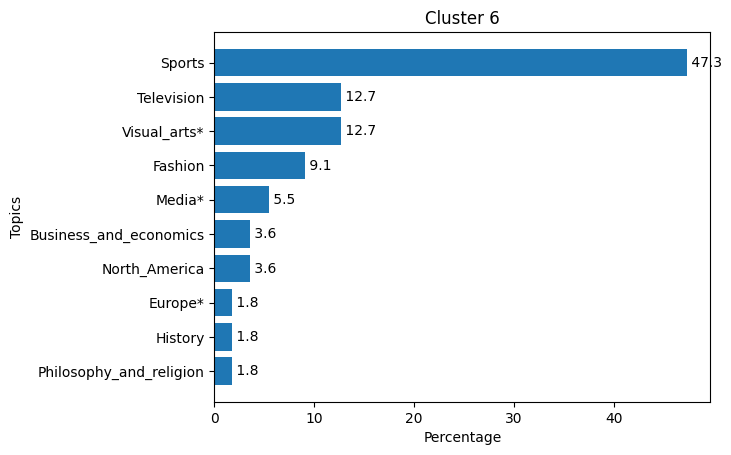 Cluster 6
Topics
Sports 47.3
Television 12.7
Visual_arts* 12.7
Fashion 9.1
Media* 5.5
Business_and_economics 3.6
North_America 3.6
Europe* 1.8
History 1.8
Philosophy_and_religion 1.8
0 10 20 30 40
Percentage